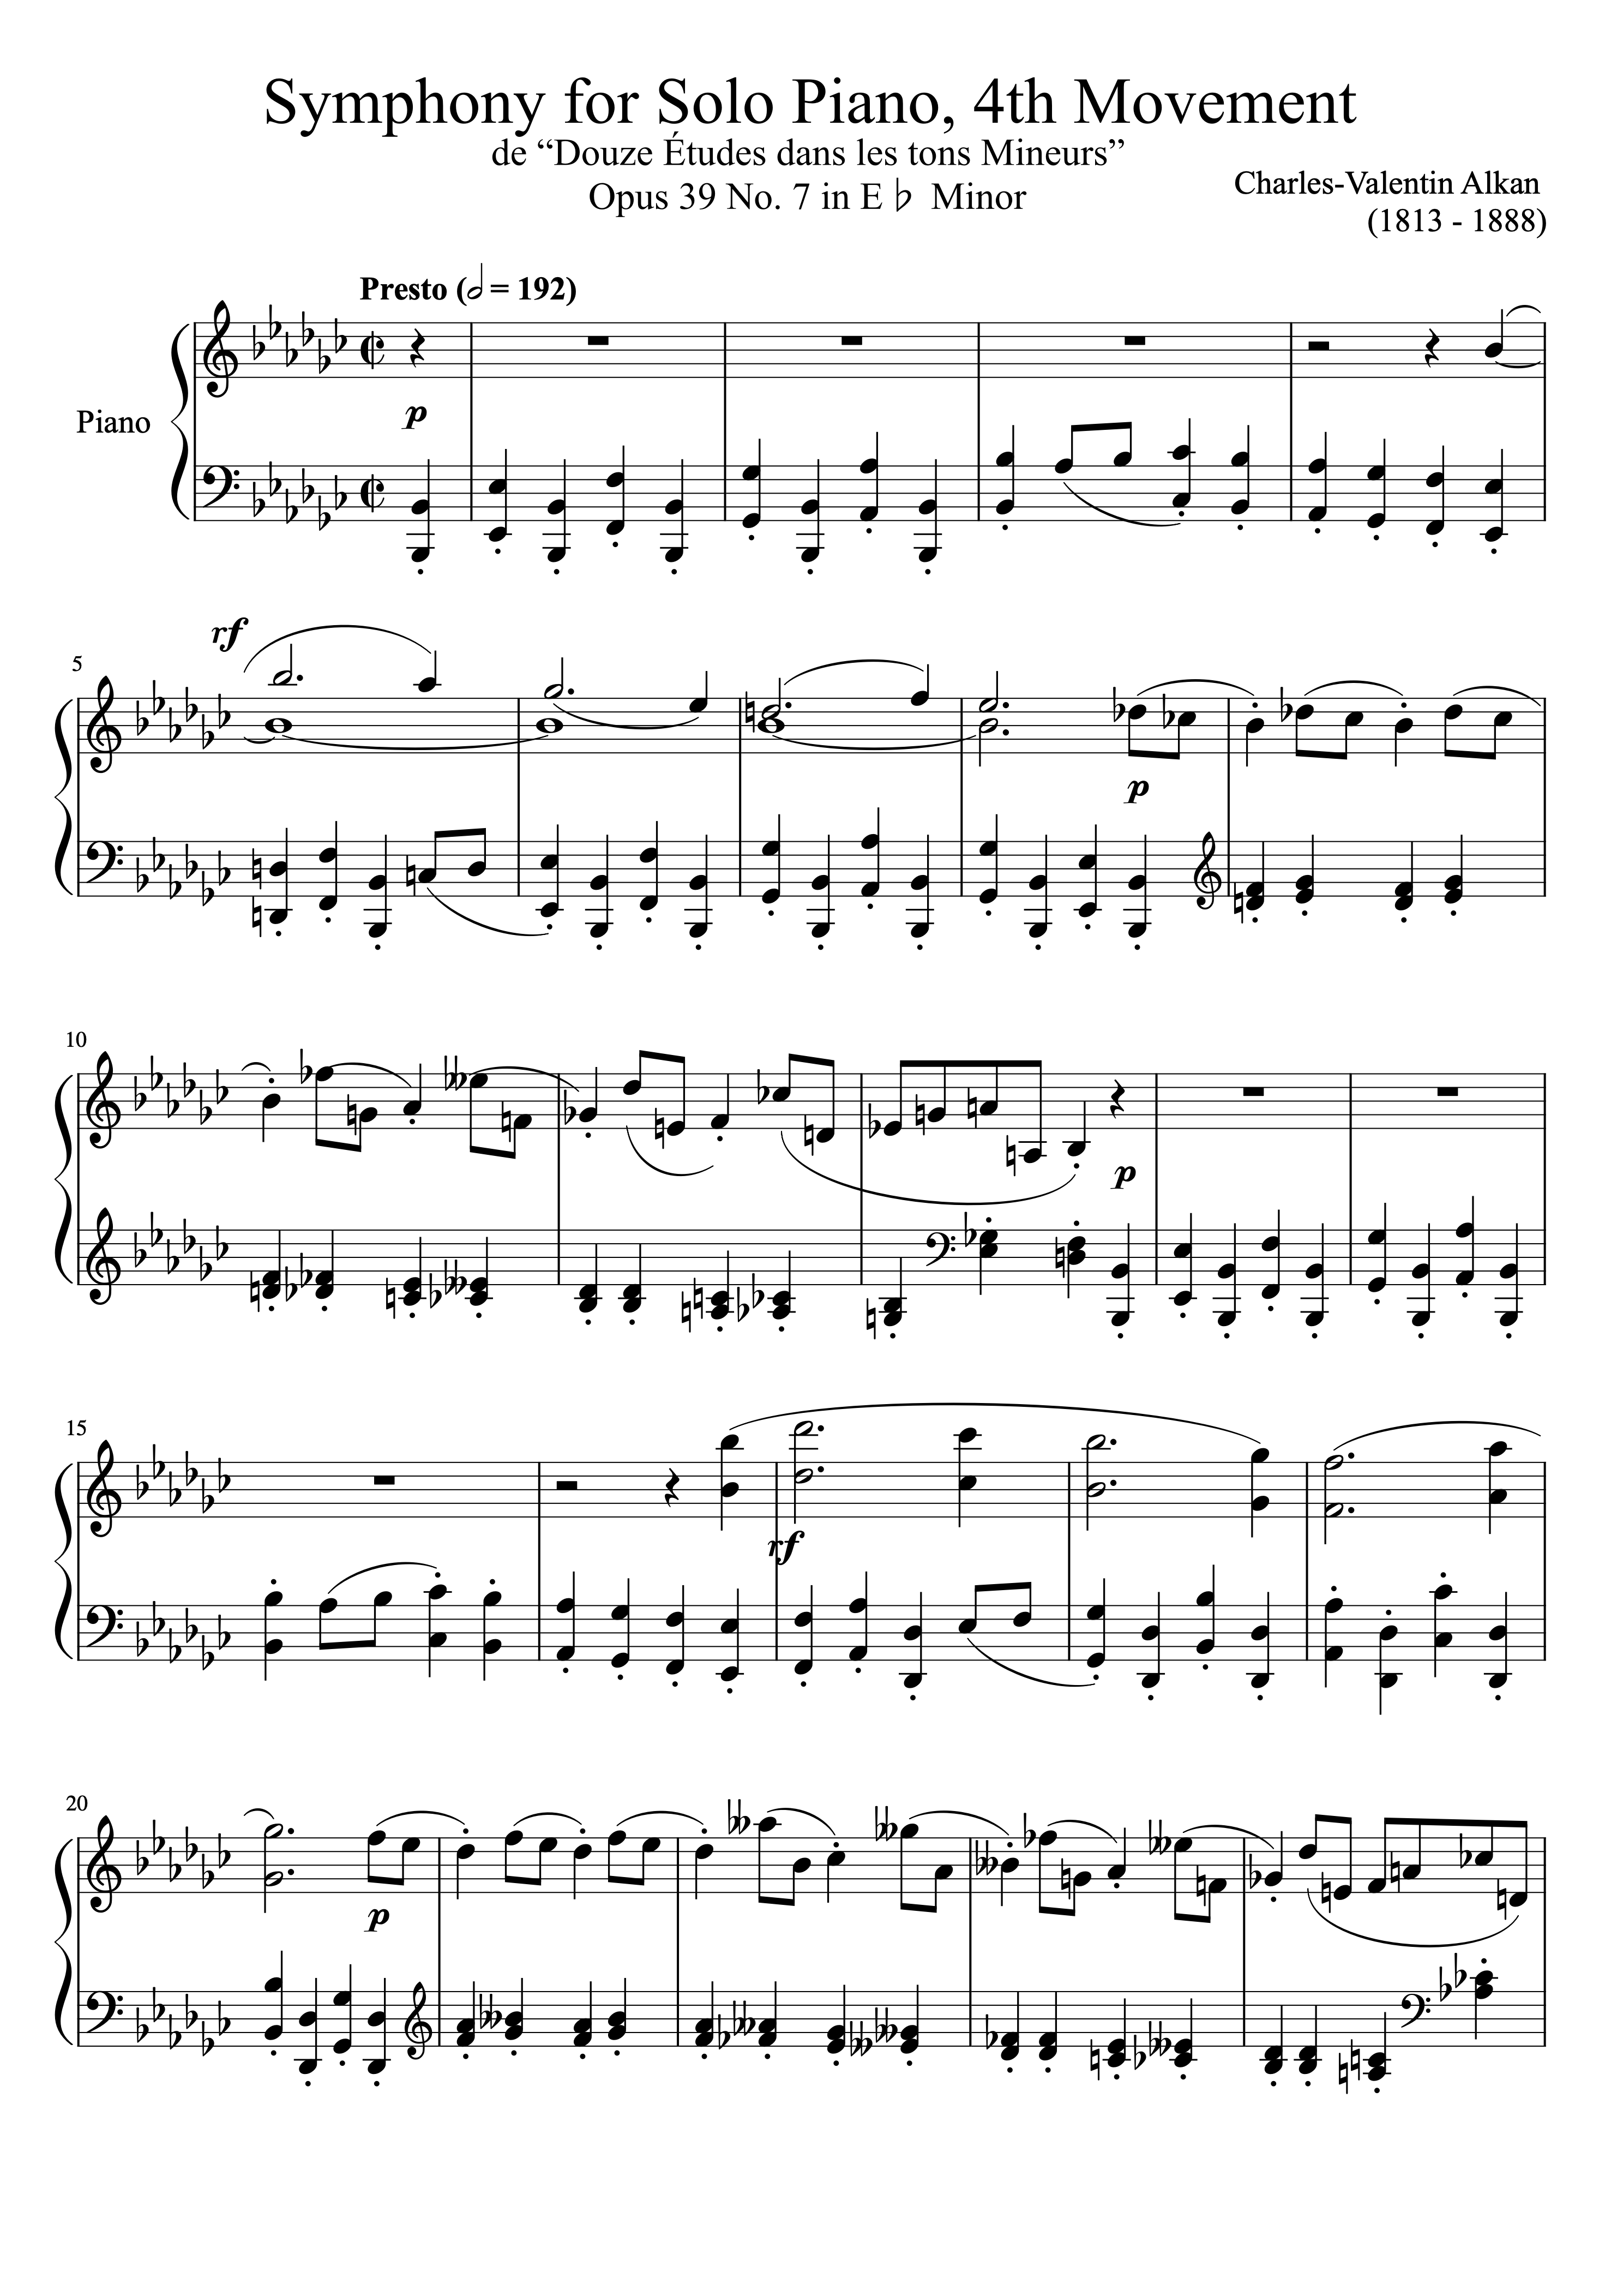 Symphony for Solo Piano, 4th Movement
de “Douze Études dans les tons Mineurs”
Opus 39 No. 7 in E♭ Minor
Charles-Valentin Alkan
(1813 - 1888)
Presto (𝅗𝅥 = 192)
Piano
p
rf
5
p
10
p
15
rf
20
p